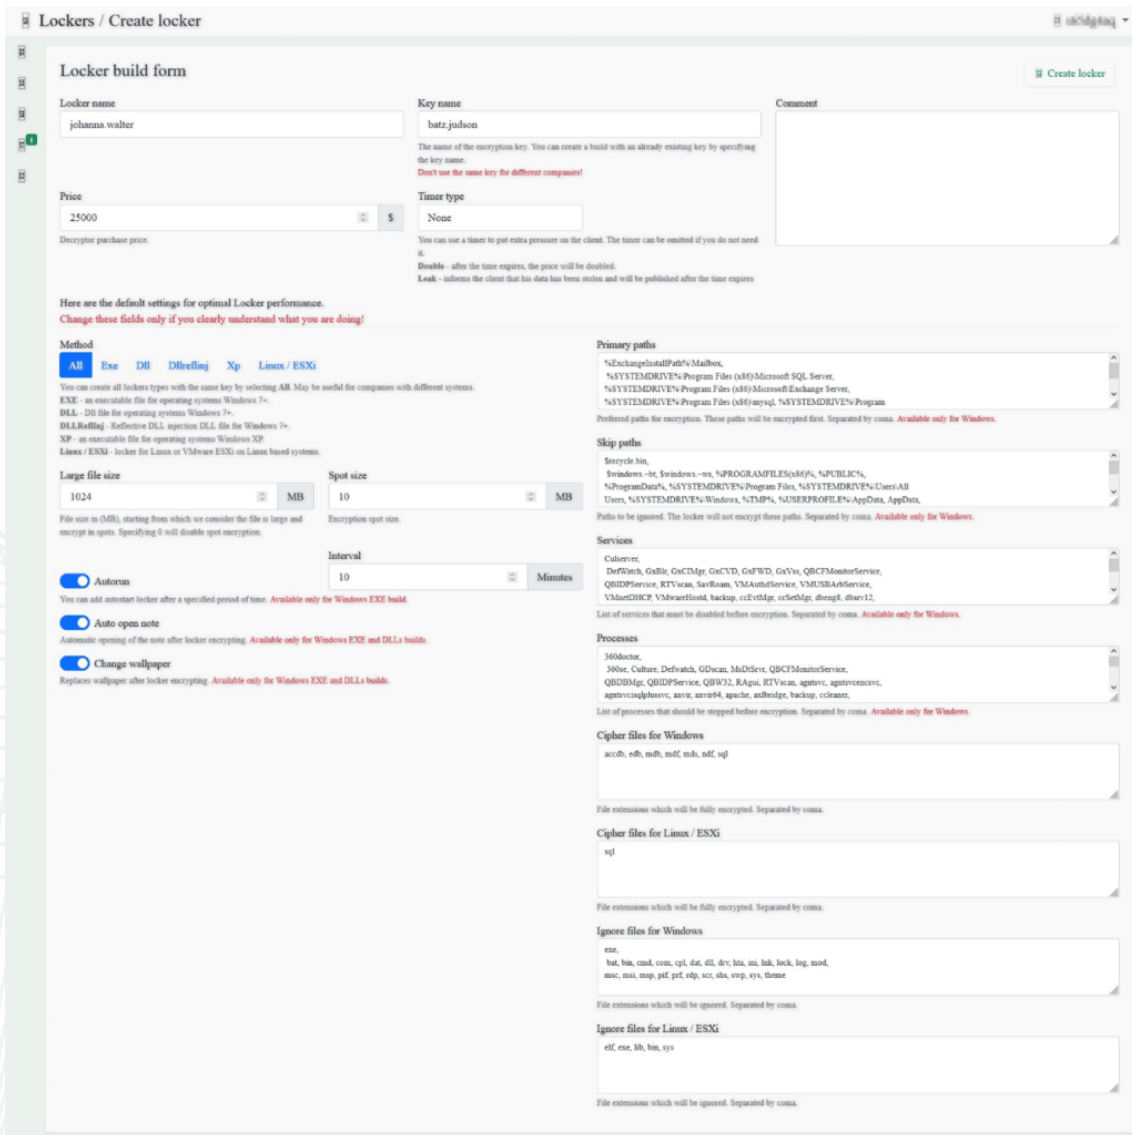 Lockers / Create locker
Locker build form
Create locker
Locker name
Key name
Comment
johanna.walter
batz.judson
The name of the encryption key. You can create a build with an already existing key by specifying
the key name.
Don't use the same key for different companies!
Price
Timer type
25000
$
None
Decryptor purchase price.
You can use a timer to put extra pressure on the client. The timer can be omitted if you do not need
it.
Double - after the time expires, the price will be doubled.
Leak - informs the client that his data has been stolen and will be published after the time expires
Here are the default settings for optimal Locker performance.
Change these fields only if you clearly understand what you are doing!
Method
All Exe Dll Dllreflinj Xp Linux / ESXi
You can create all lockers types with the same key by selecting All. May be useful for companies with different systems.
EXE - an executable file for operating systems Windows 7+.
DLL - Dll file for operating systems Windows 7+.
DLLReflInj - Reflective DLL injection DLL file for Windows 7+.
XP - an executable file for operating systems Windows XP.
Linux / ESXi - locker for Linux or VMware ESXi on Linux based systems.
Large file size
Spot size
1024
MB
10
MB
File size in (MB), starting from which we consider the file is large and
encrypt in spots. Specifying 0 will disable spot encryption.
Encryption spot size.
Interval
Autorun
10
Minutes
You can add autostart locker after a specified period of time. Available only for Windows EXE build.
Auto open note
Automatic opening of the note after locker encrypting. Available only for Windows EXE and DLLs builds.
Change wallpaper
Replaces wallpaper after locker encrypting. Available only for Windows EXE and DLLs builds.
Primary paths
%ExchangeInstallPath%\Mailbox,
%SYSTEMDRIVE%\Program Files (x86)\Microsoft SQL Server,
%SYSTEMDRIVE%\Program Files (x86)\Microsoft\Exchange Server,
%SYSTEMDRIVE%\Program Files (x86)\mysql, %SYSTEMDRIVE%\Program
Preferred paths for encryption. These paths will be encrypted first. Separated by coma. Available only for Windows.
Skip paths
$recycle.bin,
$windows.~bt, $windows.~ws, %PROGRAMFILES(x86)%, %PUBLIC%,
%ProgramData%, %SYSTEMDRIVE%\Program Files, %SYSTEMDRIVE%\Users\All
Users, %SYSTEMDRIVE%\Windows, %TMP%, %USERPROFILE%\AppData, AppData,
Paths to be ignored. The locker will not encrypt these paths. Separated by coma. Available only for Windows.
Services
Culserver,
DefWatch, GxBlr, GxCIMgr, GxCVD, GxFWD, GxVss, QBCFMonitorService,
QBIDPService, RTVscan, SavRoam, VMAuthdService, VMUSBArbService,
VMnetDHCP, VMwareHostd, backup, ccEvtMgr, ccSetMgr, dbeng8, dbsrv12,
List of services that must be disabled before encryption. Separated by coma. Available only for Windows.
Processes
360doctor,
360se, Culture, Defwatch, GDscan, MsDtSrvr, QBCFMonitorService,
QBDBMgr, QBIDPService, QBW32, RAgui, RTVscan, agntsvc, agntsvcencsvc,
agntsvcisqlplussvc, anvir, anvir64, apache, axlbridge, backup, ccleaner,
List of processes that should be stopped before encryption. Separated by coma. Available only for Windows.
Cipher files for Windows
accdb, edb, mdb, mdf, mds, ndf, sql
File extensions which will be fully encrypted. Separated by coma.
Cipher files for Linux / ESXi
sql
File extensions which will be fully encrypted. Separated by coma.
Ignore files for Windows
exe,
bat, bin, cmd, com, cpl, dat, dll, drv, hta, ini, lnk, lock, log, mod,
msc, msi, msp, pif, prf, rdp, scr, shs, swp, sys, theme
File extensions which will be ignored. Separated by coma.
Ignore files for Linux / ESXi
elf, exe, lib, bin, sys
File extensions which will be ignored. Separated by coma.